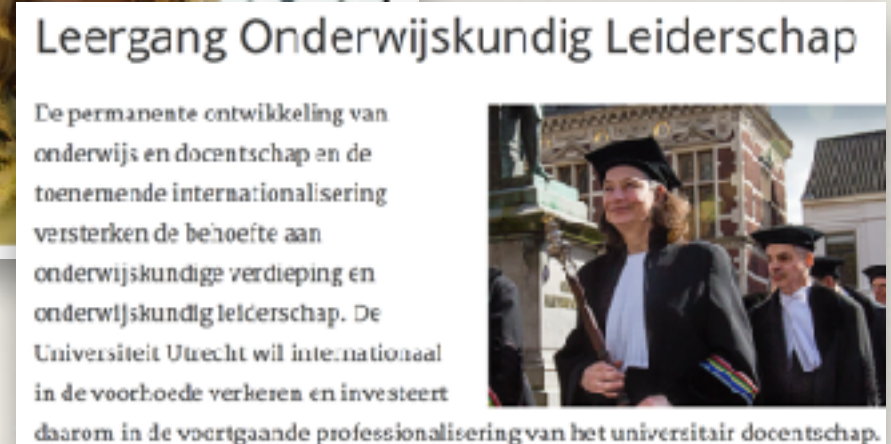 Leergang Onderwijskundig Leiderschap
De permanente ontwikkeling van
onderwijs en docentschap en de
toenemende internationalisering
versterken de behoefte aan
onderwijskundige verdieping en
onderwijskundig leiderschap. De
Universiteit Utrecht wil internationaal
in de voorhoede verkeren en investeert
daarom in de voortgaande professionalisering van het universitair docentschap.